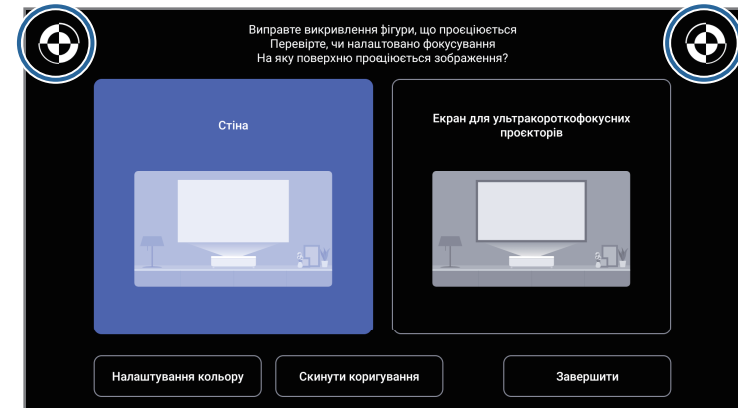 Виправте викривлення фігури, що проєціюється
Перевірте, чи налаштовано фокусування
На яку поверхню проєціюється зображення?
Стіна
Екран для ультракороткофокусних
проєкторів
Налаштування кольору
Скинути коригування
Завершити